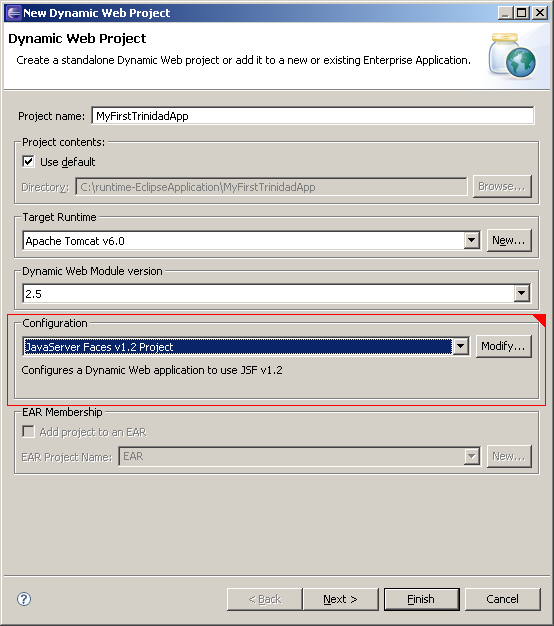 New Dynamic Web Project
Dynamic Web Project
Create a standalone Dynamic Web project or add it to a new or existing Enterprise Application.
Project name: MyFirstTrinidadApp
Project contents:
Use default
Directory: C:\runtime-EclipseApplication\MyFirstTrinidadApp Browse...
Target Runtime
Apache Tomcat v6.0 New...
Dynamic Web Module version
2.5
Configuration
JavaServer Faces v1.2 Project Modify...
Configures a Dynamic Web application to use JSF v1.2
EAR Membership
Add project to an EAR
EAR Project Name: EAR New...
? < Back Next > Finish Cancel